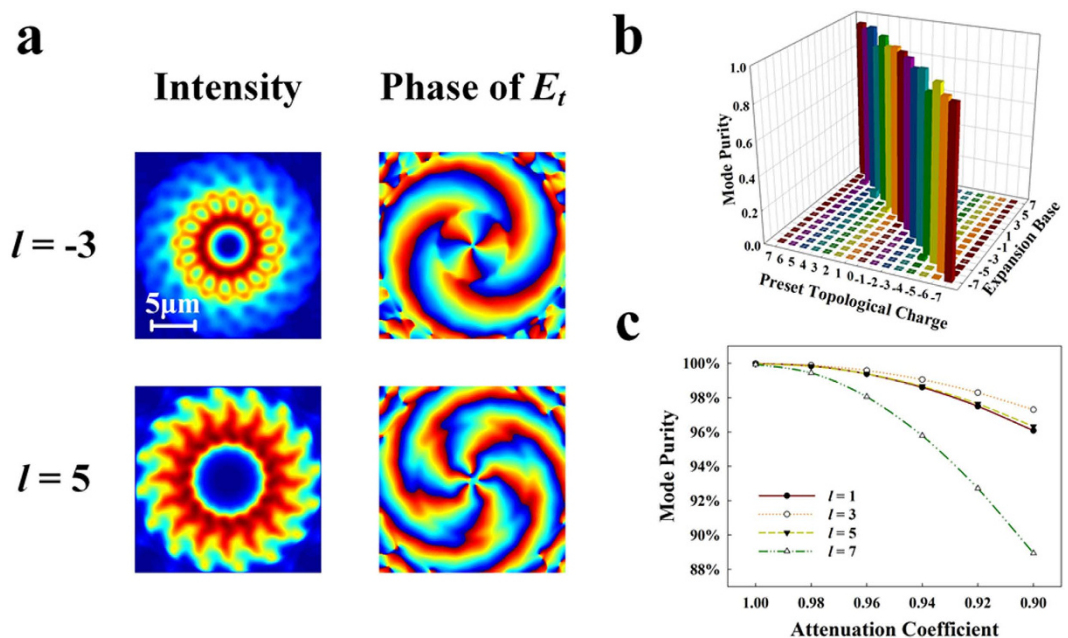 a
Intensity
Phase of Et
l = -3
5μm
l = 5
b
Mode Purity
1.0
0.8
0.6
0.4
0.2
0.0
7 6 5 4 3 2 1 0 -1 -2 -3 -4 -5 -6 -7
Preset Topological Charge
-7 -5 -3 -1 1 3 5 7
Expansion Base
c
Mode Purity
100%
98%
96%
94%
92%
90%
88%
l = 1
l = 3
l = 5
l = 7
1.00 0.98 0.96 0.94 0.92 0.90
Attenuation Coefficient